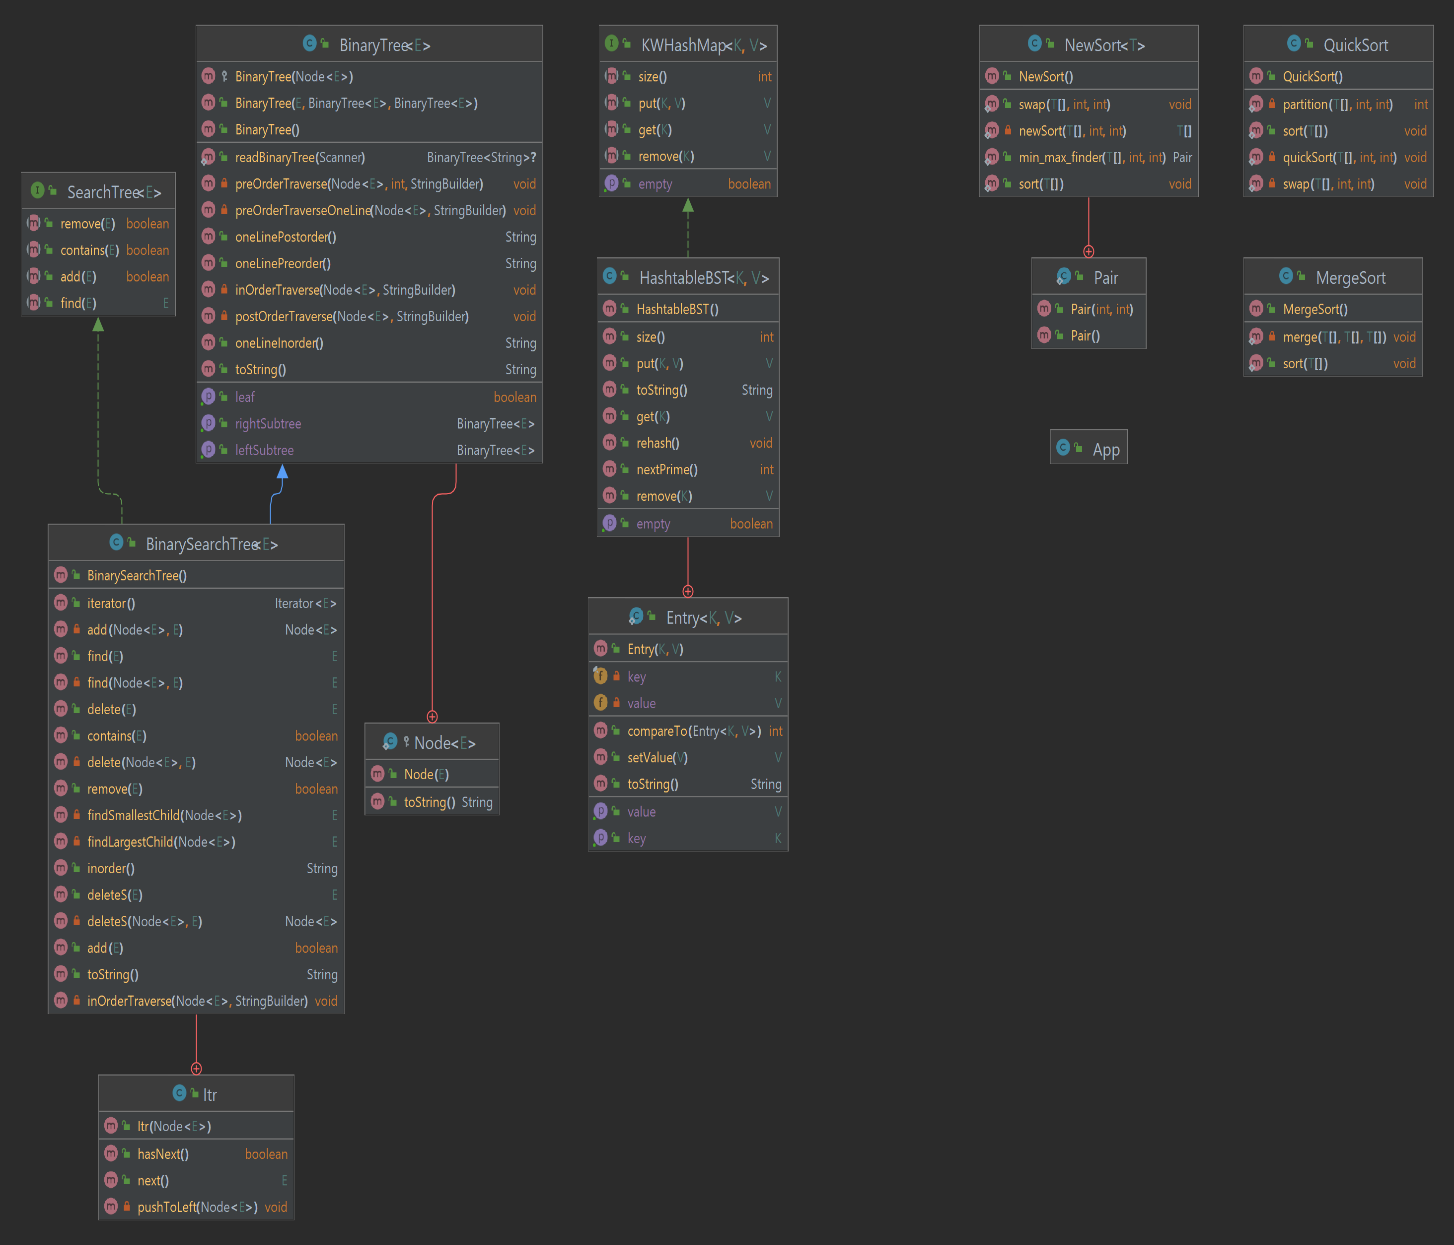 SearchTree<E>
remove(E) boolean
contains(E) boolean
add(E) boolean
find(E) E
BinaryTree<E>
BinaryTree(Node<E>)
BinaryTree(E, BinaryTree<E>, BinaryTree<E>)
BinaryTree()
readBinaryTree(Scanner) BinaryTree<String>?
preOrderTraverse(Node<E>, int, StringBuilder) void
preOrderTraverseOneLine(Node<E>, StringBuilder) void
oneLinePostorder() String
oneLinePreorder() String
inOrderTraverse(Node<E>, StringBuilder) void
postOrderTraverse(Node<E>, StringBuilder) void
oneLineInorder() String
toString() String
leaf boolean
rightSubtree BinaryTree<E>
leftSubtree BinaryTree<E>
BinarySearchTree<E>
BinarySearchTree()
iterator() Iterator<E>
add(Node<E>, E) Node<E>
find(E) E
find(Node<E>, E) E
delete(E) E
contains(E) boolean
delete(Node<E>, E) Node<E>
remove(E) boolean
findSmallestChild(Node<E>) E
findLargestChild(Node<E>) E
inorder() String
deleteS(E) E
deleteS(Node<E>, E) Node<E>
add(E) boolean
toString() String
inOrderTraverse(Node<E>, StringBuilder) void
Itr
Itr(Node<E>)
hasNext() boolean
next() E
pushToLeft(Node<E>) void
Node<E>
Node(E)
toString() String
KWHashMap<K, V>
size() int
put(K, V) V
get(K) V
remove(K) V
empty boolean
HashtableBST<K, V>
HashtableBST()
size() int
put(K, V) V
toString() String
get(K) V
rehash() void
nextPrime() int
remove(K) V
empty boolean
Entry<K, V>
Entry(K, V)
key K
value V
compareTo(Entry<K, V>) int
setValue(V) V
toString() String
value V
key K
NewSort<T>
NewSort()
swap(T[], int, int) void
newSort(T[], int, int) T[]
min_max_finder(T[], int, int) Pair
sort(T[]) void
Pair
Pair(int, int)
Pair()
App
QuickSort
QuickSort()
partition(T[], int, int) int
sort(T[]) void
quickSort(T[], int, int) void
swap(T[], int, int) void
MergeSort
MergeSort()
merge(T[], T[], T[]) void
sort(T[]) void